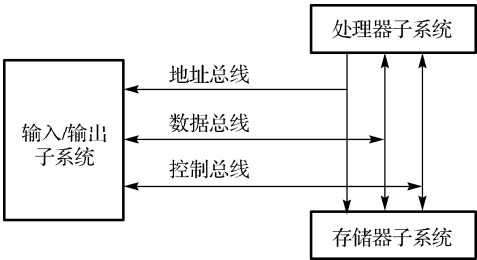 处理器子系统
地址总线
输入/输出
子系统
数据总线
控制总线
存储器子系统